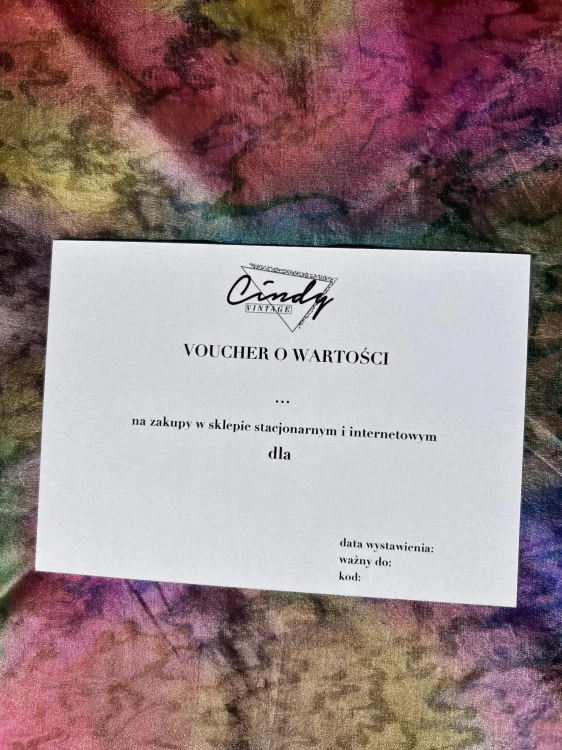 Cindy
VINTAGE
VOUCHER O WARTOŚCI
...
na zakupy w sklepie stacjonarnym i internetowym
dla
data wystawienia:
ważny do:
kod: